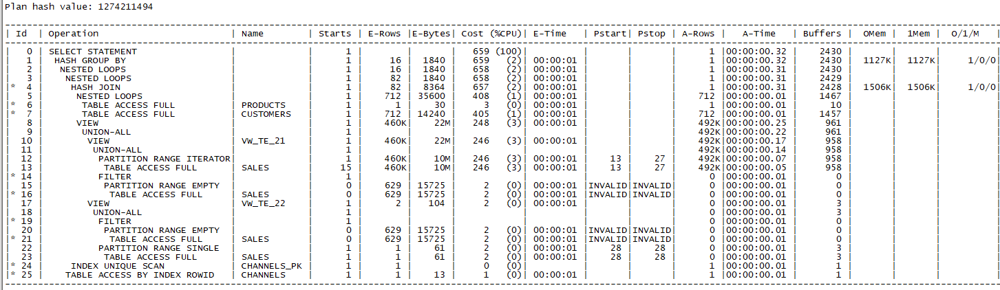 Plan hash value: 1274211494
| Id | Operation | Name | Starts | E-Rows |E-Bytes| Cost (%CPU)| E-Time | Pstart| Pstop | A-Rows | A-Time | Buffers | OMem | 1Mem | O/1/M |
| 0 | SELECT STATEMENT | | 1 | | | 659 (100)| | | | 1 |00:00:00.32 | 2430 | | | |
| 1 | HASH GROUP BY | | 1 | 16 | 1840 | 659 (2)| 00:00:01 | | | 1 |00:00:00.32 | 2430 | 1127K| 1127K| 1/0/0|
| 2 | NESTED LOOPS | | 1 | 16 | 1840 | 658 (2)| 00:00:01 | | | 1 |00:00:00.31 | 2430 | | | |
| 3 | NESTED LOOPS | | 1 | 82 | 1840 | 658 (2)| 00:00:01 | | | 1 |00:00:00.31 | 2429 | | | |
|* 4 | HASH JOIN | | 1 | 82 | 8364 | 657 (2)| 00:00:01 | | | 1 |00:00:00.31 | 2428 | 1506K| 1506K| 1/0/0|
| 5 | NESTED LOOPS | | 1 | 712 | 35600 | 408 (1)| 00:00:01 | | | 712 |00:00:00.01 | 1467 | | | |
|* 6 | TABLE ACCESS FULL | PRODUCTS | 1 | 1 | 30 | 3 (0)| 00:00:01 | | | 1 |00:00:00.01 | 10 | | | |
|* 7 | TABLE ACCESS FULL | CUSTOMERS | 1 | 712 | 14240 | 405 (1)| 00:00:01 | | | 712 |00:00:00.01 | 1457 | | | |
| 8 | VIEW | | 1 | 460K| 22M| 248 (3)| 00:00:01 | | | 492K|00:00:00.25 | 961 | | | |
| 9 | UNION-ALL | | 1 | | | | | | | 492K|00:00:00.22 | 961 | | | |
| 10 | VIEW | VW_TE_21 | 1 | 460K| 22M| 246 (3)| 00:00:01 | | | 492K|00:00:00.17 | 958 | | | |
| 11 | UNION-ALL | | 1 | | | | | | | 492K|00:00:00.14 | 958 | | | |
| 12 | PARTITION RANGE ITERATOR| | 1 | 460K| 10M| 246 (3)| 00:00:01 | 13 | 27 | 492K|00:00:00.07 | 958 | | | |
| 13 | TABLE ACCESS FULL | SALES | 15 | 460K| 10M| 246 (3)| 00:00:01 | 13 | 27 | 492K|00:00:00.05 | 958 | | | |
|* 14 | FILTER | | 1 | | | | | | | 0 |00:00:00.01 | 0 | | | |
| 15 | PARTITION RANGE EMPTY | | 0 | 629 | 15725 | 2 (0)| 00:00:01 |INVALID|INVALID| 0 |00:00:00.01 | 0 | | | |
|* 16 | TABLE ACCESS FULL | SALES | 0 | 629 | 15725 | 2 (0)| 00:00:01 |INVALID|INVALID| 0 |00:00:00.01 | 0 | | | |
| 17 | VIEW | VW_TE_22 | 1 | 2 | 104 | 2 (0)| 00:00:01 | | | 0 |00:00:00.01 | 3 | | | |
| 18 | UNION-ALL | | 1 | | | | | | | 0 |00:00:00.01 | 3 | | | |
|* 19 | FILTER | | 1 | | | | | | | 0 |00:00:00.01 | 0 | | | |
| 20 | PARTITION RANGE EMPTY | | 0 | 629 | 15725 | 2 (0)| 00:00:01 |INVALID|INVALID| 0 |00:00:00.01 | 0 | | | |
|* 21 | TABLE ACCESS FULL | SALES | 0 | 629 | 15725 | 2 (0)| 00:00:01 |INVALID|INVALID| 0 |00:00:00.01 | 0 | | | |
| 22 | PARTITION RANGE SINGLE | | 1 | 1 | 61 | 2 (0)| 00:00:01 | 28 | 28 | 0 |00:00:00.01 | 3 | | | |
| 23 | TABLE ACCESS FULL | SALES | 1 | 1 | 61 | 2 (0)| 00:00:01 | 28 | 28 | 0 |00:00:00.01 | 3 | | | |
|* 24 | INDEX UNIQUE SCAN | CHANNELS_PK | 1 | 1 | | 0 (0)| | | | 1 |00:00:00.01 | 1 | | | |
|* 25 | TABLE ACCESS BY INDEX ROWID | CHANNELS | 1 | 1 | 13 | 1 (0)| 00:00:01 | | | 1 |00:00:00.01 | 1 | | | |